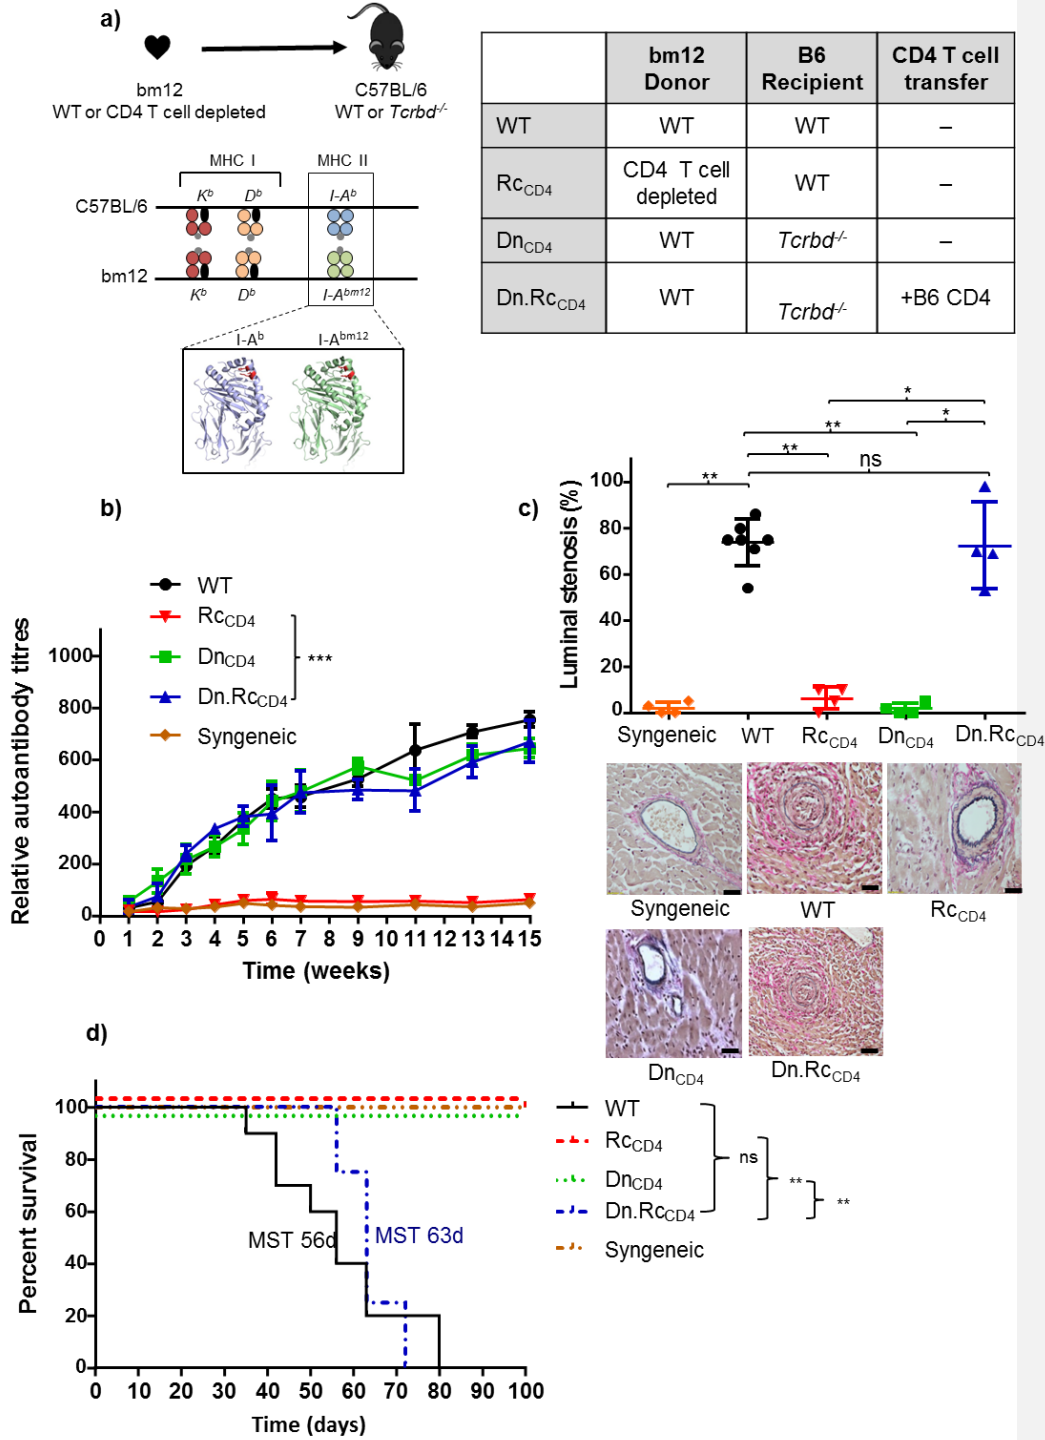 a)
bm12
WT or CD4 T cell depleted
C57BL/6
WT or Tcrbd-/-
MHC I
MHC II
Kb
Db
I-Ab
C57BL/6
bm12
Kb
Db
I-Abm12
I-Ab
I-Abm12
bm12 Donor
B6 Recipient
CD4 T cell transfer
WT
WT
WT
–
RcCD4
CD4 T cell depleted
WT
–
DnCD4
WT
Tcrbd-/-
–
Dn.RcCD4
WT
Tcrbd-/-
+B6 CD4
b)
WT
RcCD4
DnCD4
Dn.RcCD4
Syngeneic
***
Relative autoantibody titres
1000
800
600
400
200
0
0 1 2 3 4 5 6 7 9 11 13 14 15
Time (weeks)
c)
*
*
**
**
ns
**
Luminal stenosis (%)
100
80
60
40
20
0
Syngeneic
WT
RcCD4
DnCD4
Dn.RcCD4
Syngeneic
WT
RcCD4
DnCD4
Dn.RcCD4
d)
Percent survival
100
80
60
40
20
0
0 10 20 30 40 50 60 70 80 90 100
Time (days)
MST 56d
MST 63d
WT
RcCD4
DnCD4
Dn.RcCD4
Syngeneic
ns
**
**